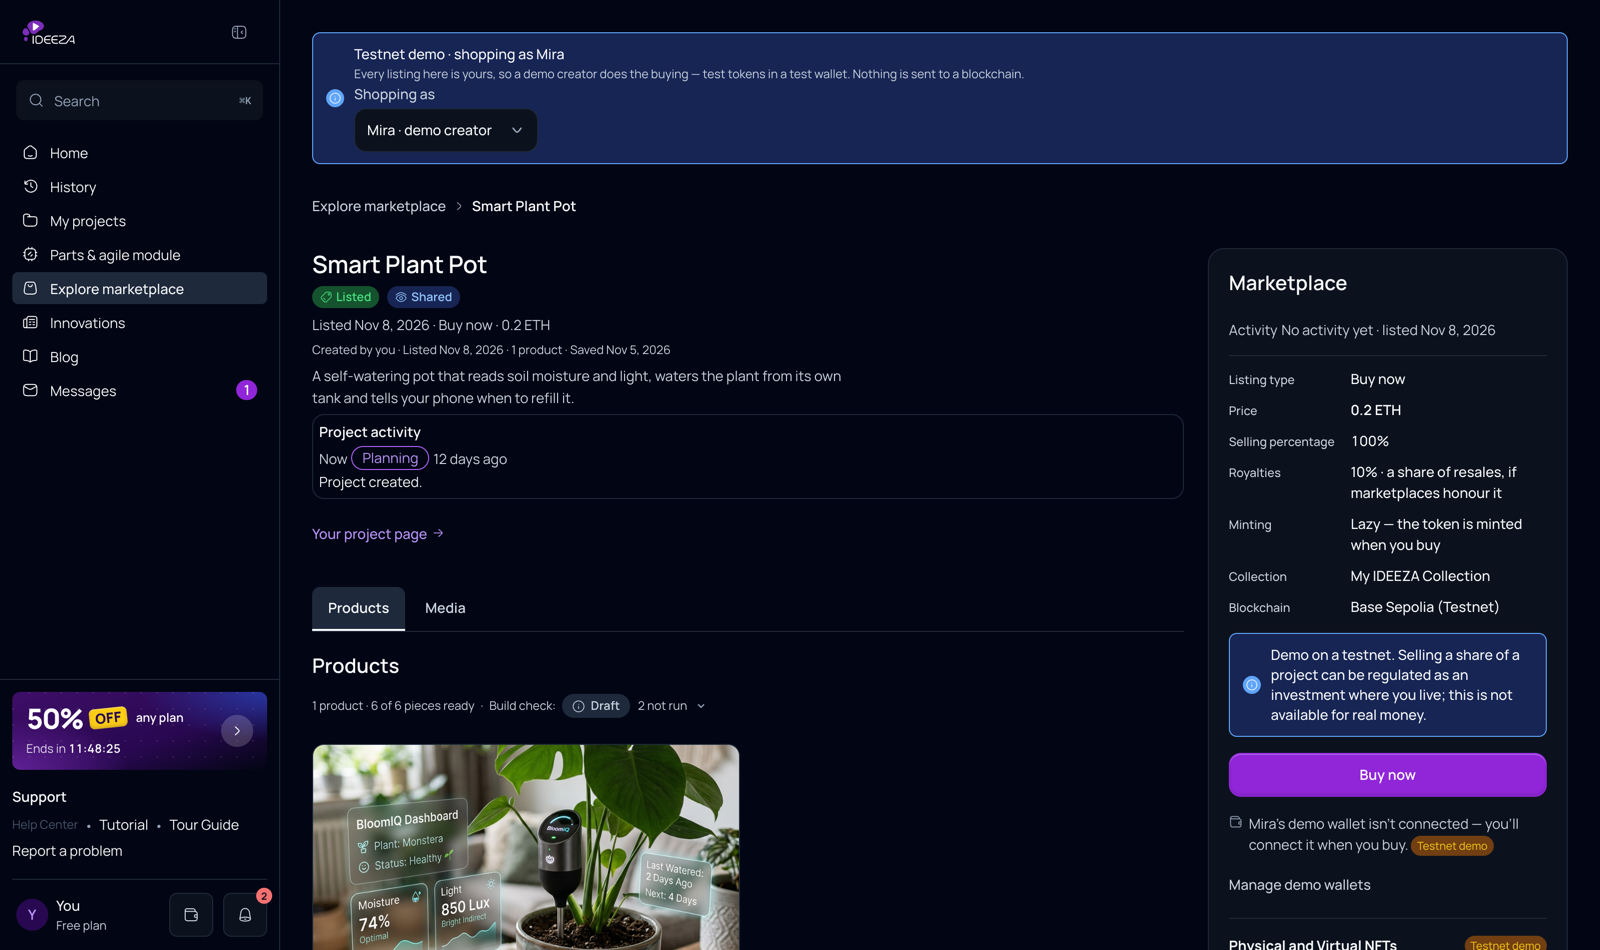 IDEEZA
Search
⌘K
Home
History
My projects
Parts & agile module
Explore marketplace
Innovations
Blog
Messages
1
50% OFF any plan
Ends in 11:48:25
Support
Help Center • Tutorial • Tour Guide
Report a problem
Y
You
Free plan
2
Testnet demo · shopping as Mira
Every listing here is yours, so a demo creator does the buying — test tokens in a test wallet. Nothing is sent to a blockchain.
Shopping as
Mira · demo creator
Explore marketplace > Smart Plant Pot
Smart Plant Pot
Listed
Shared
Listed Nov 8, 2026 · Buy now · 0.2 ETH
Created by you · Listed Nov 8, 2026 · 1 product · Saved Nov 5, 2026
A self-watering pot that reads soil moisture and light, waters the plant from its own
tank and tells your phone when to refill it.
Project activity
Now Planning 12 days ago
Project created.
Your project page →
Products
Media
Products
1 product · 6 of 6 pieces ready · Build check: Draft 2 not run
BloomIQ Dashboard
Plant: Monstera
Status: Healthy
Moisture
74%
Optimal
Light
850 Lux
Bright Indirect
BloomIQ
Last Watered:
2 Days Ago
Next: 4 Days
Marketplace
Activity No activity yet · listed Nov 8, 2026
Listing type Buy now
Price 0.2 ETH
Selling percentage 100%
Royalties 10% · a share of resales, if
marketplaces honour it
Minting Lazy — the token is minted
when you buy
Collection My IDEEZA Collection
Blockchain Base Sepolia (Testnet)
Demo on a testnet. Selling a share of a
project can be regulated as an
investment where you live; this is not
available for real money.
Buy now
Mira's demo wallet isn't connected — you'll
connect it when you buy. Testnet demo
Manage demo wallets
Physical and Virtual NFTs Testnet demo